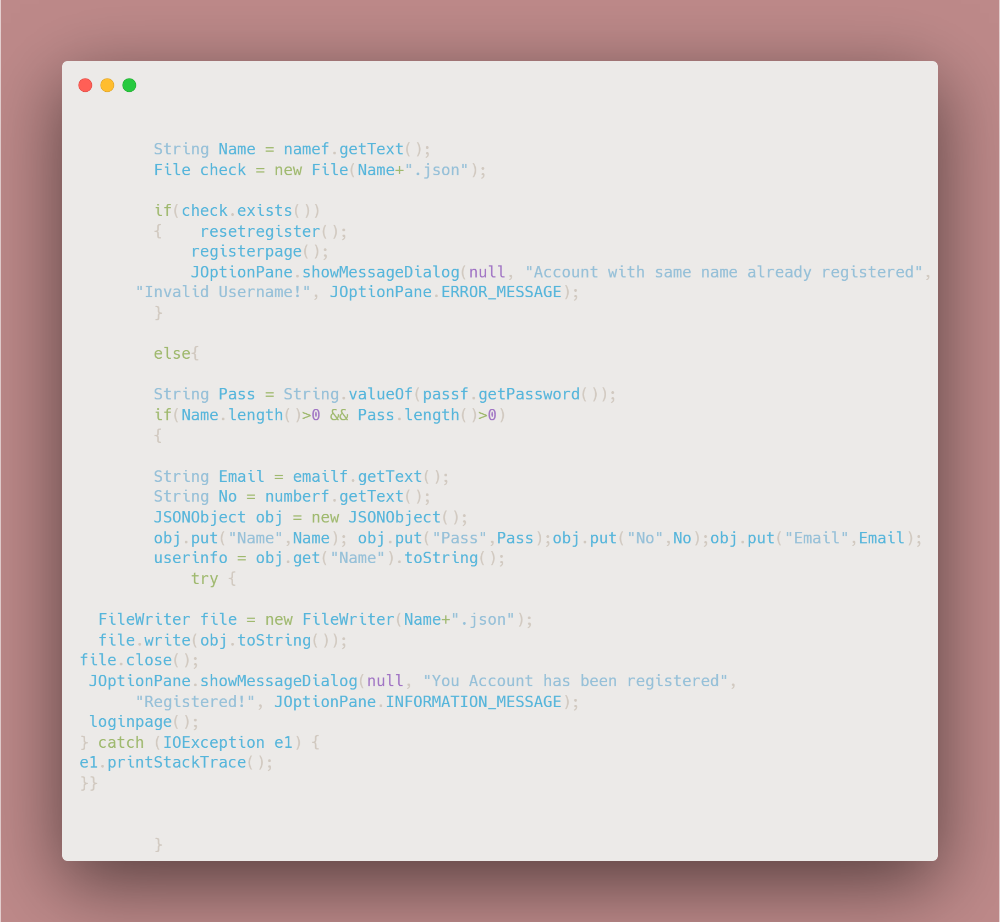 String Name = namef.getText();
File check = new File(Name+".json");
if(check.exists())
{    resetregister();
registerpage();
JOptionPane.showMessageDialog(null, "Account with same name already registered",
"Invalid Username!", JOptionPane.ERROR_MESSAGE);
}
else{
String Pass = String.valueOf(passf.getPassword());
if(Name.length()>0 && Pass.length()>0)
{
String Email = emailf.getText();
String No = numberf.getText();
JSONObject obj = new JSONObject();
obj.put("Name",Name); obj.put("Pass",Pass);obj.put("No",No);obj.put("Email",Email);
userinfo = obj.get("Name").toString();
try {
FileWriter file = new FileWriter(Name+".json");
file.write(obj.toString());
file.close();
JOptionPane.showMessageDialog(null, "You Account has been registered",
"Registered!", JOptionPane.INFORMATION_MESSAGE);
loginpage();
} catch (IOException e1) {
e1.printStackTrace();
}}
}